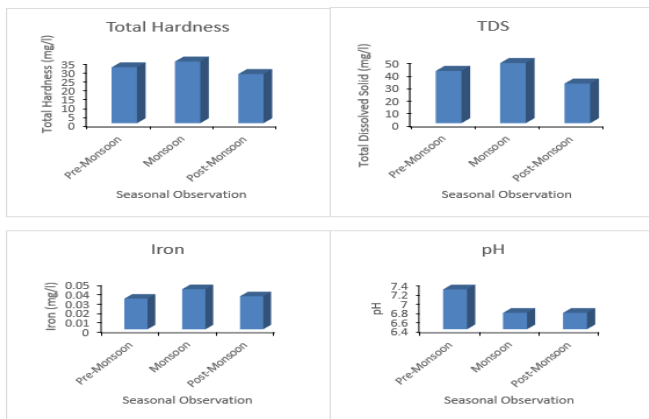 Total Hardness
Total Hardness (mg/l)
35
30
25
20
15
10
5
0
Pre-Monsoon
Monsoon
Post-Monsoon
Seasonal Observation
TDS
Total Dissolved Solid (mg/l)
50
40
30
20
10
0
Pre-Monsoon
Monsoon
Post-Monsoon
Seasonal Observation
Iron
Iron (mg/l)
0.05
0.04
0.03
0.02
0.01
0
Pre-Monsoon
Monsoon
Post-Monsoon
Seasonal Observation
pH
pH
7.4
7.2
7
6.8
6.6
6.4
Pre-Monsoon
Monsoon
Post-Monsoon
Seasonal Observation